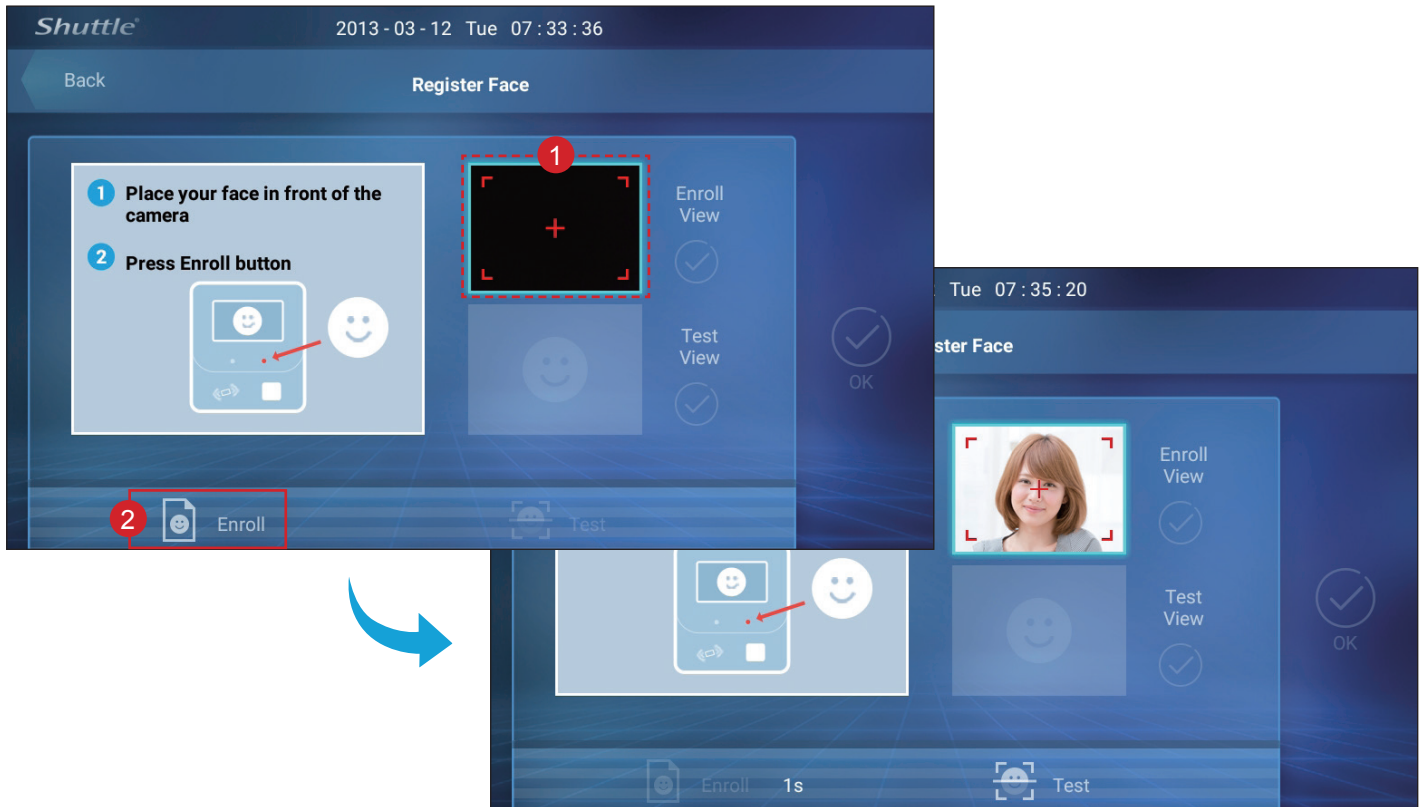 Shuttle®
2013 - 03 - 12 Tue 07 : 33 : 36
Back
Register Face
1 Place your face in front of the
camera
2 Press Enroll button
1
Enroll
View
Test
View
OK
2
Enroll
Test
Tue 07 : 35 : 20
ster Face
Enroll
View
Test
View
OK
Enroll 1s
Test